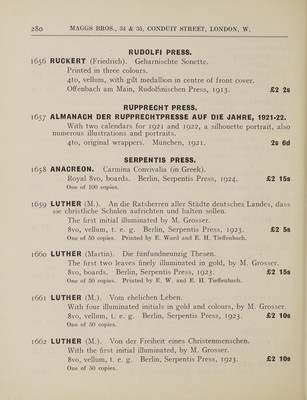 280 MAGGS BROS., 34 & 35, CONDUIT STREET, LONDON, W.
RUDOLFI PRESS.
1656 RUCKERT (Friedrich). Geharnischte Sonette.
Printed in three colours.
4to, vellum, with gilt medallion in centre of front cover.
Offenbach am Main, Rudolfinischen Press, 1913. £2 2s
RUPPRECHT PRESS.
1657 ALMANACH DER RUPPRECHTPRESSE AUF DIE JAHRE, 1921-22.
With two calendars for 1921 and 1922, a silhouette portrait, also
numerous illustrations and portraits.
4to, original wrappers. München, 1921. 2s 6d
SERPENTIS PRESS.
1658 ANACREON. Carmina Convivalia (in Greek).
Royal 8vo, boards. Berlin, Serpentis Press, 1924. £2 15s
One of 100 copies.
1659 LUTHER (M.). An die Ratsherren aller Städte deutsches Landes, dass
sie christliche Schulen aufrichten und halten sollen.
The first initial illuminated by M. Grosser.
8vo, vellum, t. e. g. Berlin, Serpentis Press, 1923. £2 5s
One of 50 copies. Printed by E. Ward and E. H. Tieffenbach.
1660 LUTHER (Martin). Die fünfundneunzig Thesen.
The first two leaves finely illuminated in gold, by M. Grosser.
8vo, boards. Berlin, Serpentis Press, 1923. £2 15s
One of 50 copies. Printed by E. W. and E. H. Tieffenbach.
1661 LUTHER (M.). Vom ehelichen Leben.
With four illuminated initials in gold and colours, by M. Grosser.
8vo, vellum, t. e. g. Berlin, Serpentis Press, 1923. £2 10s
One of 50 copies.
1662 LUTHER (M.). Von der Freiheit eines Christenmenschen.
With the first initial illuminated, by M. Grosser.
8vo, vellum, t. e. g. Berlin, Serpentis Press, 1923. £2 10s
One of 50 copies.